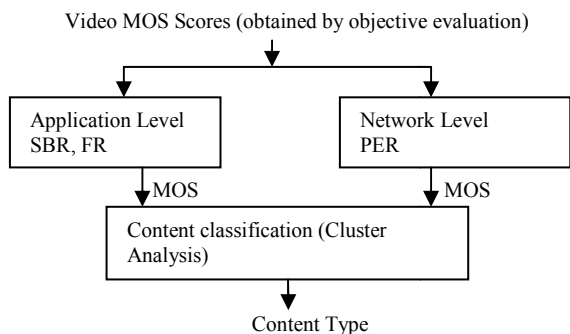 Video MOS Scores (obtained by objective evaluation)
Application Level
SBR, FR
Network Level
PER
MOS
MOS
Content classification (Cluster
Analysis)
Content Type